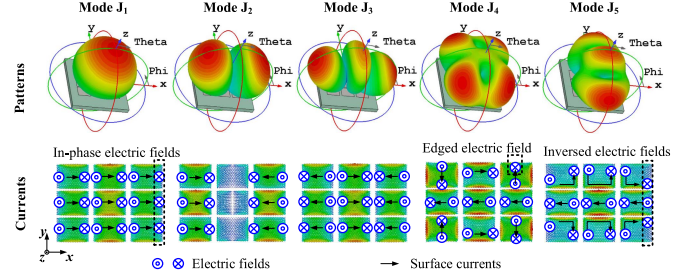 Mode J1 Mode J2 Mode J3 Mode J4 Mode J5
Patterns
y z Theta Phi x
y z Theta Phi x
y z Theta Phi x
y z Theta Phi x
y z Theta Phi x
In-phase electric fields Edged electric field Inversed electric fields
Currents
y
z x
Electric fields Surface currents